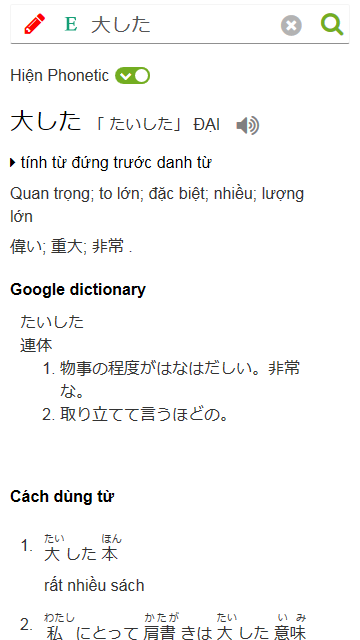 E 大した
Hiện Phonetic
大した 「 たいした」 ĐẠI
tính từ đứng trước danh từ
Quan trọng; to lớn; đặc biệt; nhiều; lượng
lớn
偉い; 重大; 非常 .
Google dictionary
たいした
連体
1. 物事の程度がはなはだしい。非常
な。
2. 取り立てて言うほどの。
Cách dùng từ
たい ほん
1. 大 した 本
rất nhiều sách
わたし かたが たい い み
2. 私 にとって 肩書 きは 大 した 意味